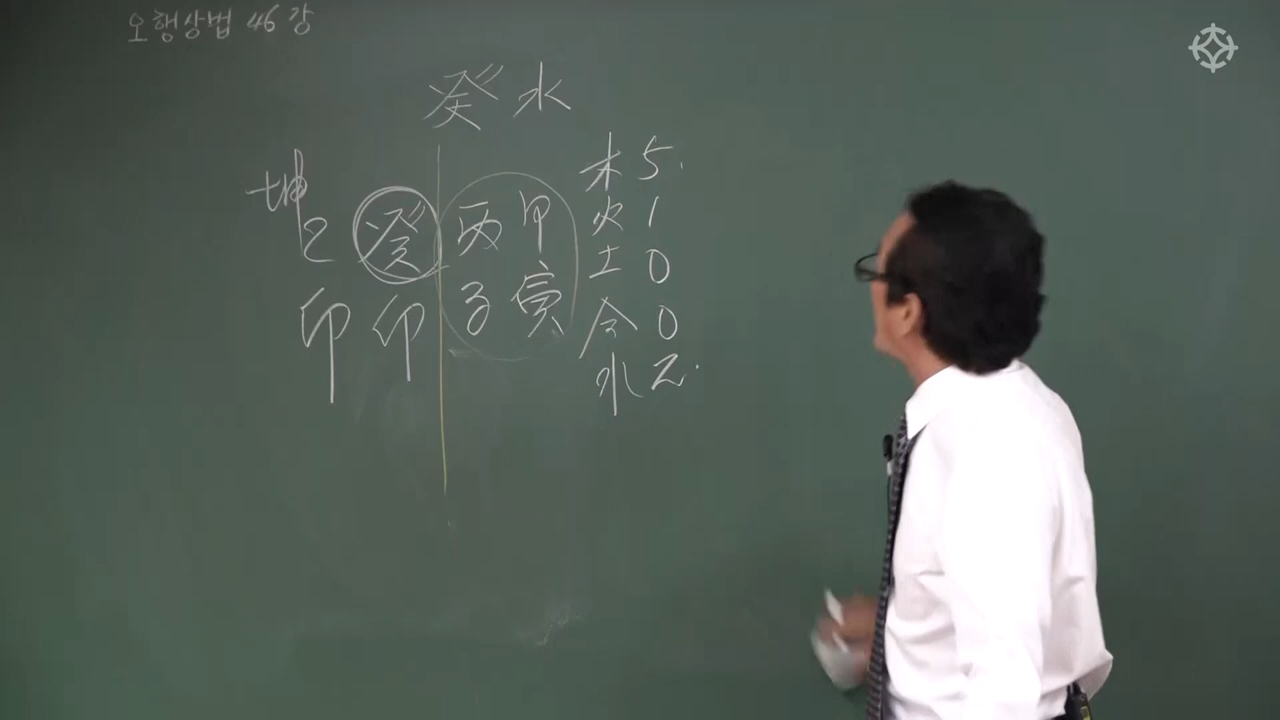 오행상법 46강
癸水
坤
乙 癸 丙 甲
卯 卯 子 寅
木 5.
火 1
土 0
金 0
水 2.